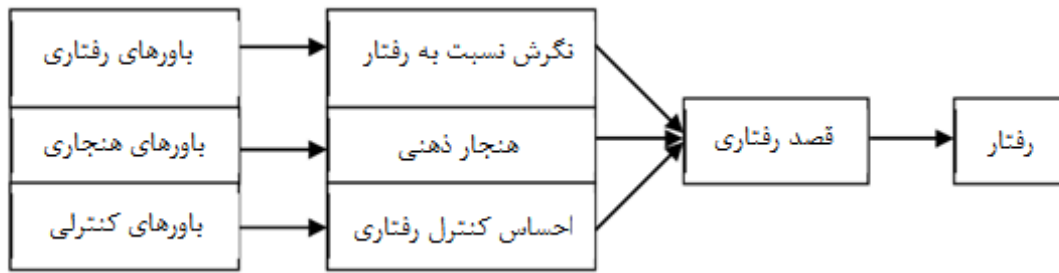 باورهای رفتاری
نگرش نسبت به رفتار
باورهای هنجاری
هنجار ذهنی
قصد رفتاری
رفتار
باورهای کنترلی
احساس کنترل رفتاری